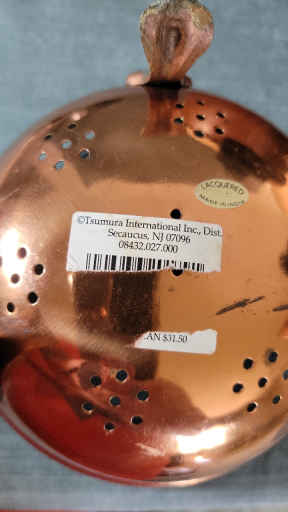 LACQUERED
MADE IN INDIA
©Tsumura International Inc., Dist.
Secaucus, NJ 07096
08432.027.000
AN $31.50